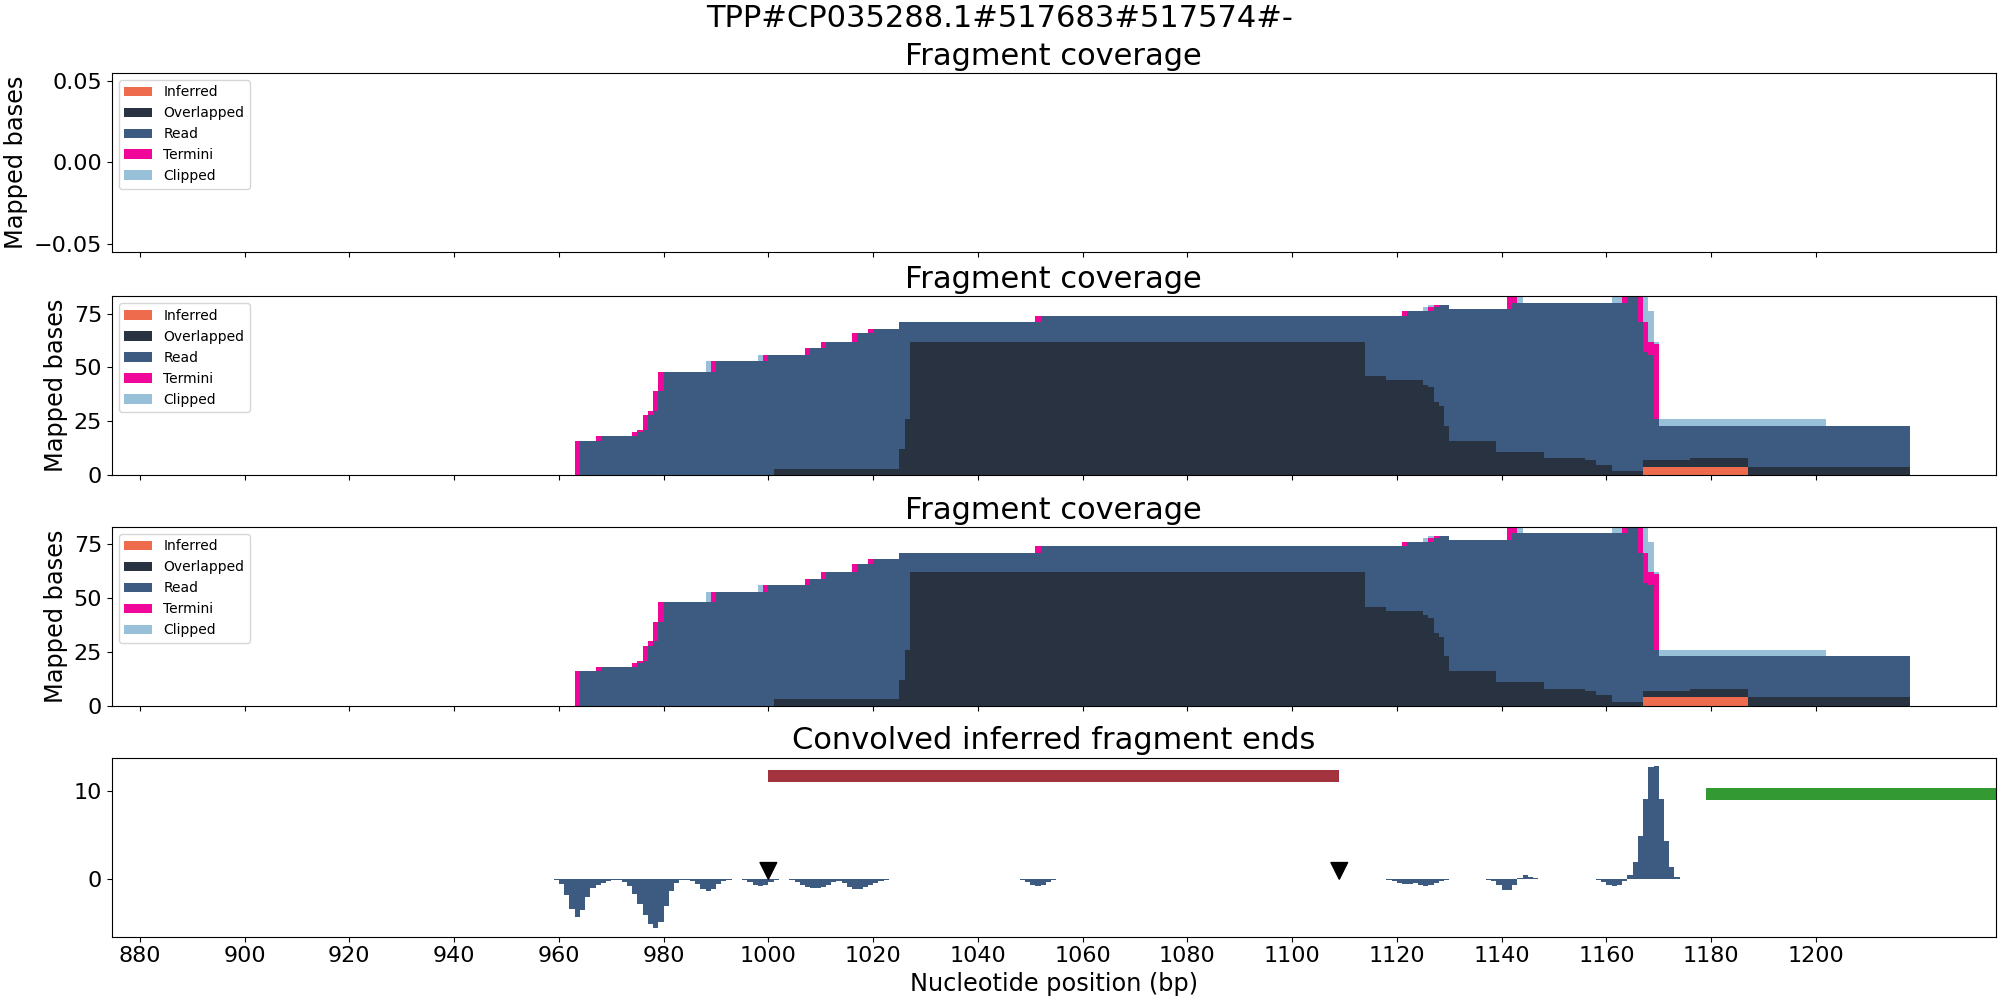 TPP#CP035288.1#517683#517574#-
Fragment coverage
Mapped bases
0.05
0.00
−0.05
Inferred
Overlapped
Read
Termini
Clipped
Fragment coverage
Mapped bases
75
50
25
0
Inferred
Overlapped
Read
Termini
Clipped
Fragment coverage
Mapped bases
75
50
25
0
Inferred
Overlapped
Read
Termini
Clipped
Convolved inferred fragment ends
10
0
880 900 920 940 960 980 1000 1020 1040 1060 1080 1100 1120 1140 1160 1180 1200
Nucleotide position (bp)